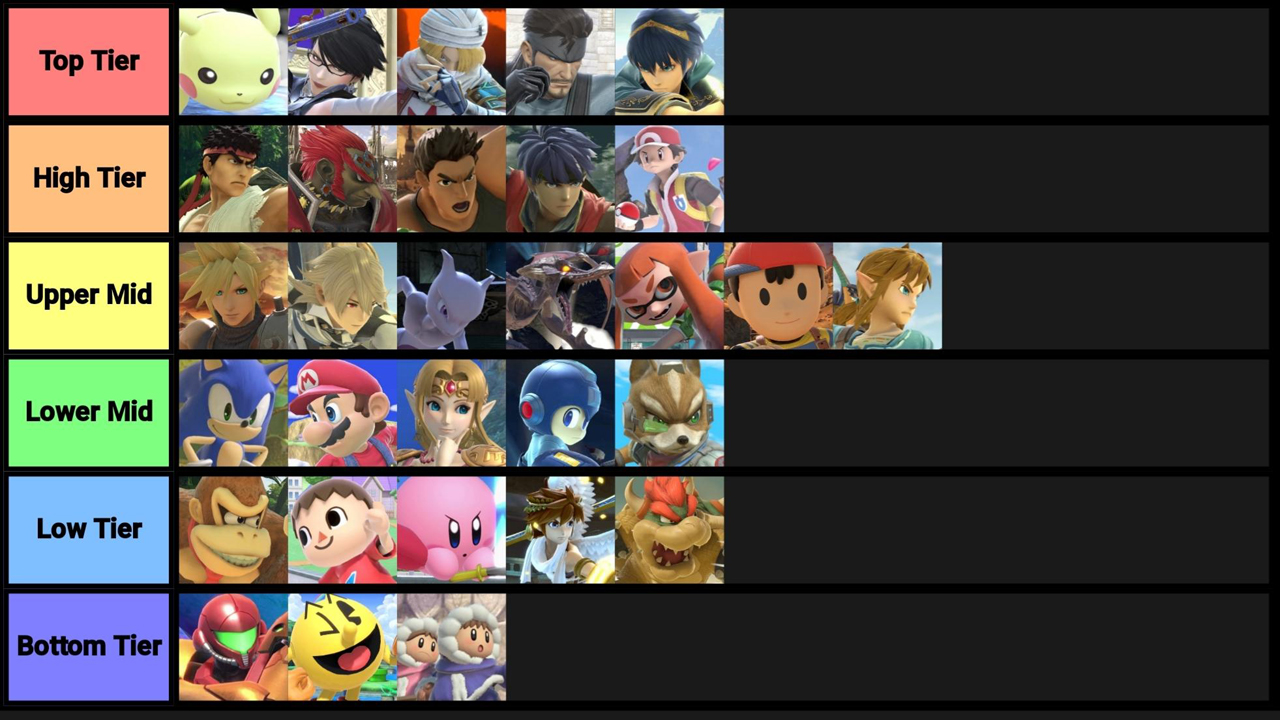 Top Tier
High Tier
Upper Mid
Lower Mid
Low Tier
Bottom Tier